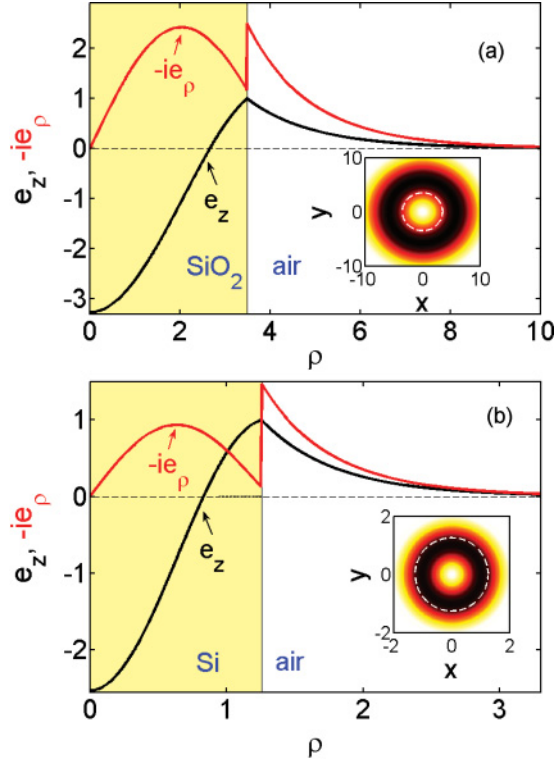 (a)
2
1
0
-1
-2
-3
e_z, -ie_ρ
-ie_ρ
e_z
SiO₂ air
10
0
-10
y
-10 0 10
x
0 2 4 6 8 10
ρ
(b)
1
0
-1
-2
e_z, -ie_ρ
-ie_ρ
e_z
Si air
2
0
-2
y
-2 0 2
x
0 1 2 3
ρ